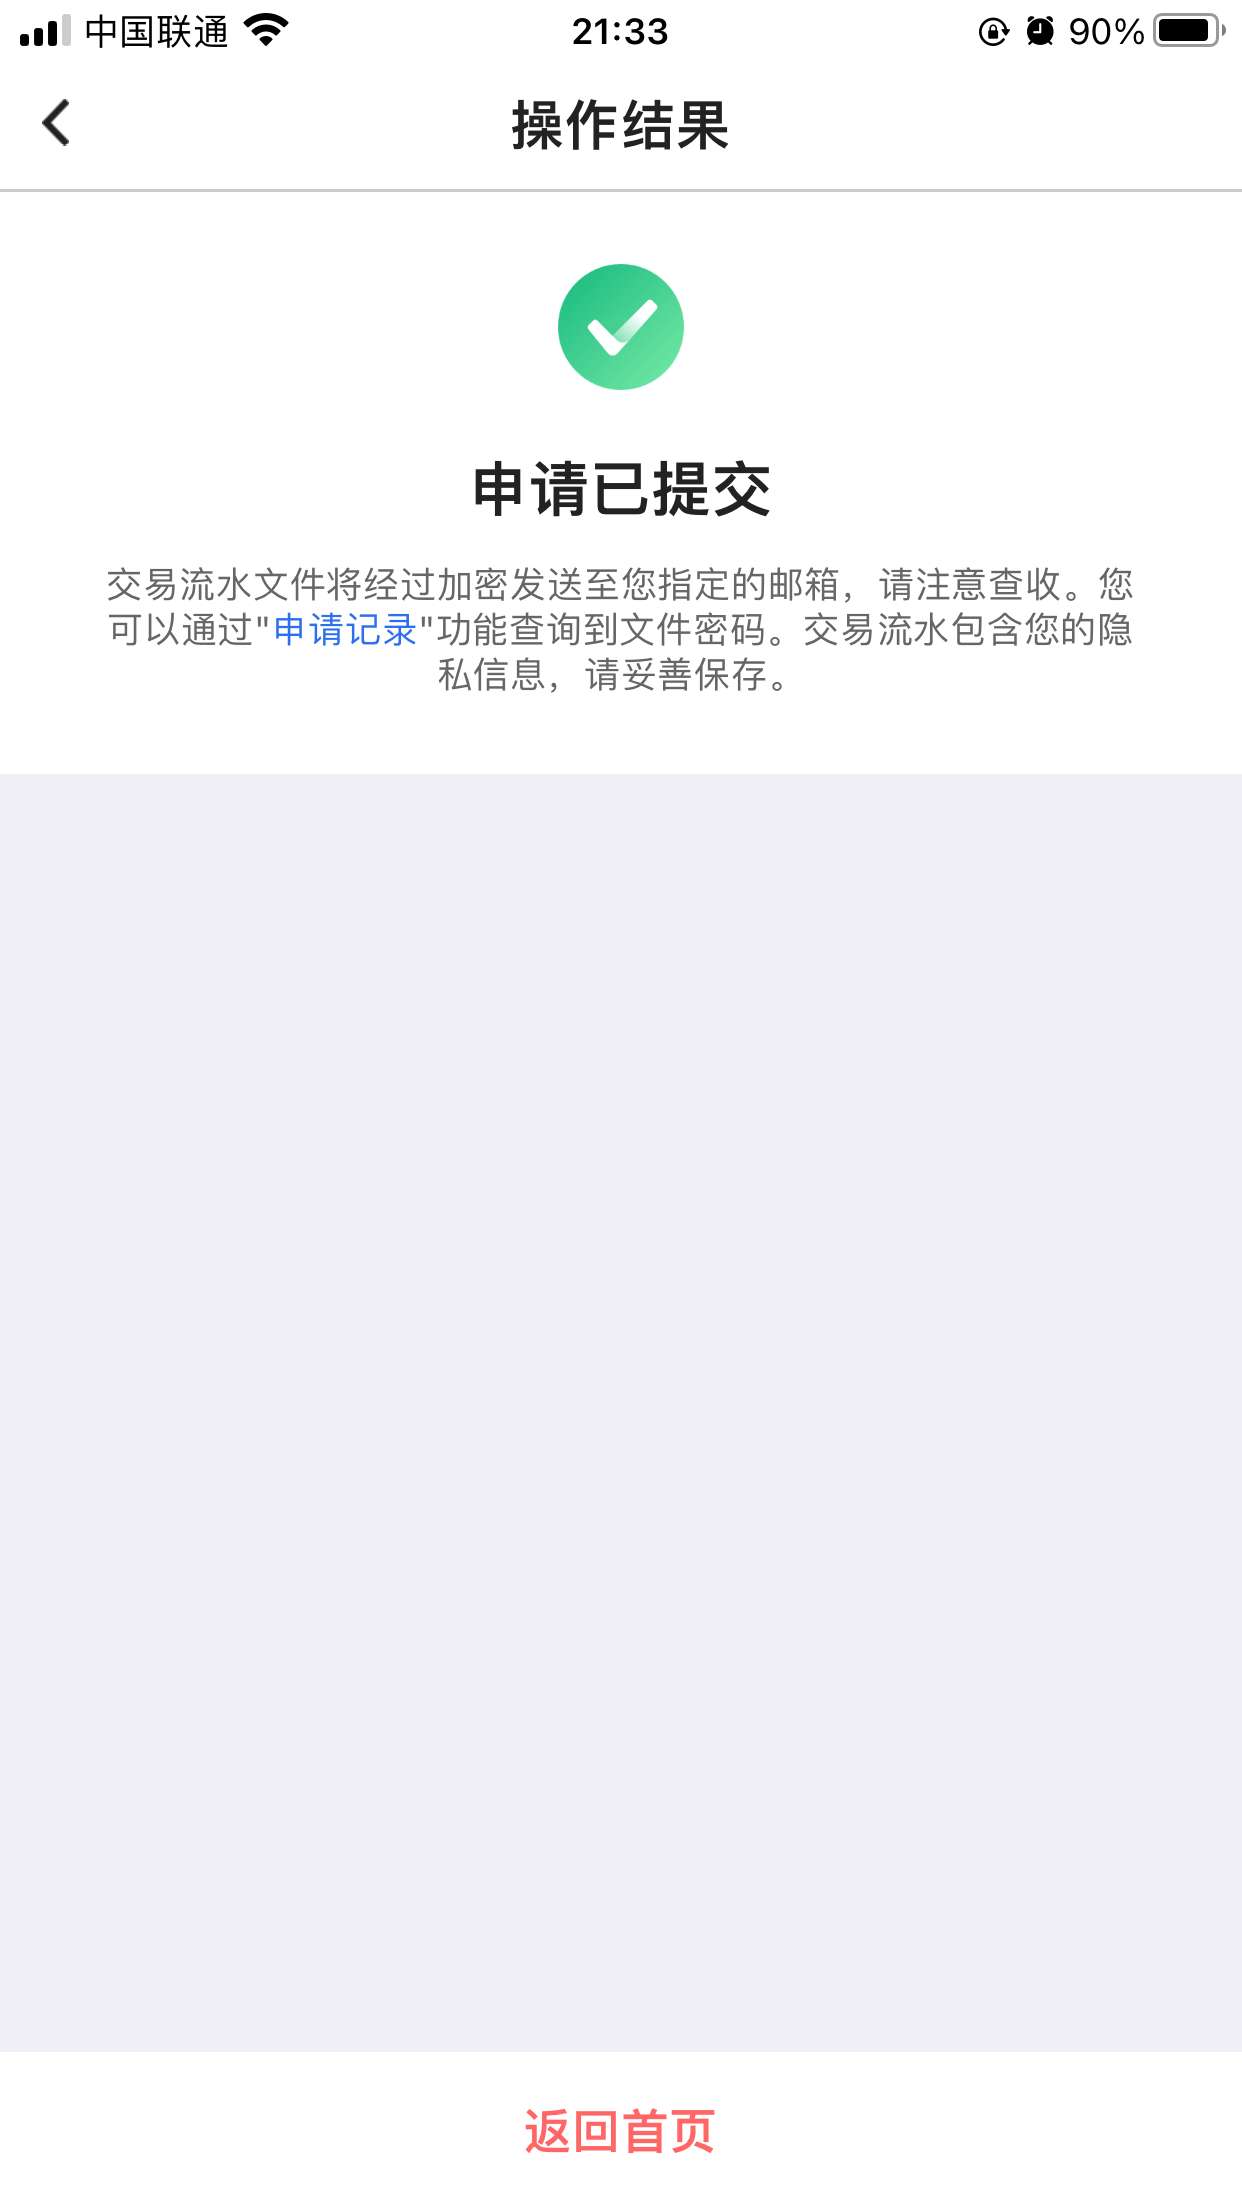 中国联通 21:33 90%
操作结果
申请已提交
交易流水文件将经过加密发送至您指定的邮箱，请注意查收。您
可以通过"申请记录"功能查询到文件密码。交易流水包含您的隐
私信息，请妥善保存。
返回首页